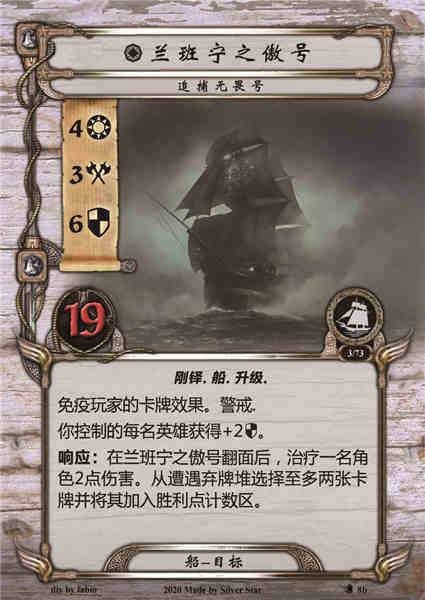 兰班宁之傲号
追捕无畏号
4
3
6
19
3/73
刚铎. 船. 升级.
免疫玩家的卡牌效果。警戒.
你控制的每名英雄获得+2。
响应：在兰班宁之傲号翻面后，治疗一名角
色2点伤害。从遭遇弃牌堆选择至多两张卡
牌并将其加入胜利点计数区。
船-目标
diy by fabio 2020 Made by Silver Star 8b